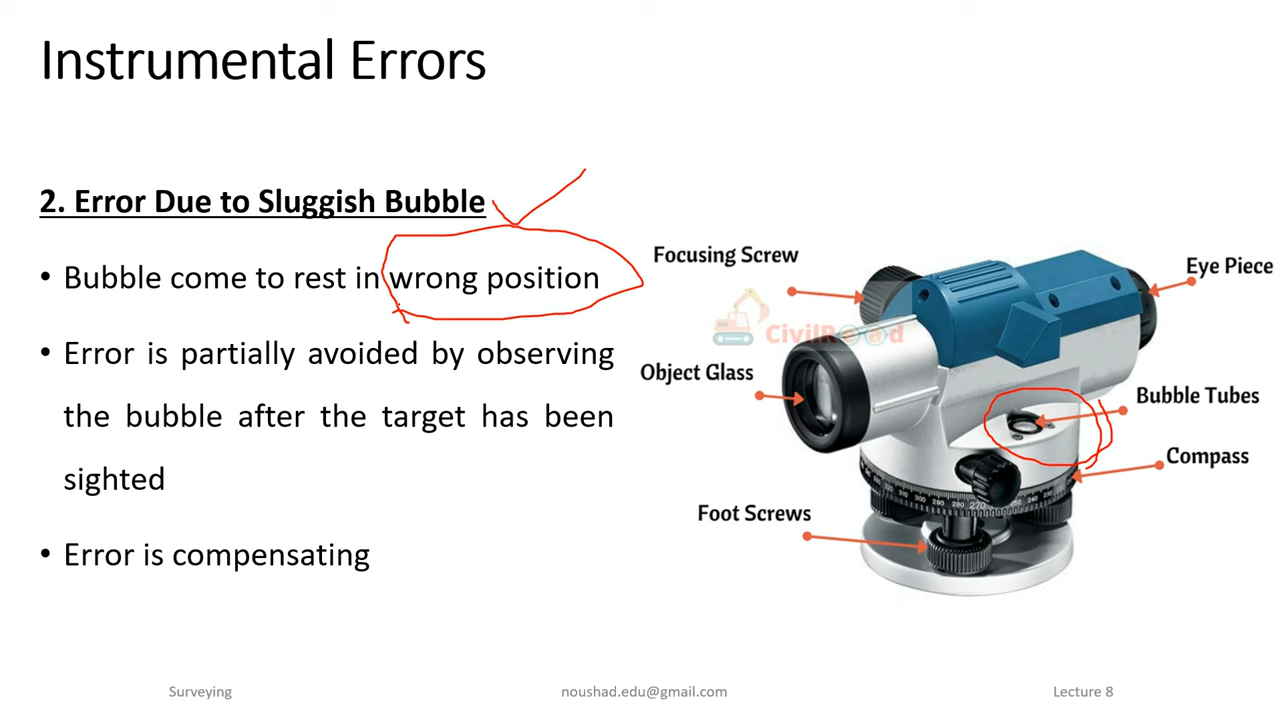 Instrumental Errors
2. Error Due to Sluggish Bubble
• Bubble come to rest in wrong position
• Error is partially avoided by observing
the bubble after the target has been
sighted
• Error is compensating
Focusing Screw
Eye Piece
CivilRoad
Object Glass
Bubble Tubes
Compass
Foot Screws
270
Surveying
noushad.edu@gmail.com
Lecture 8